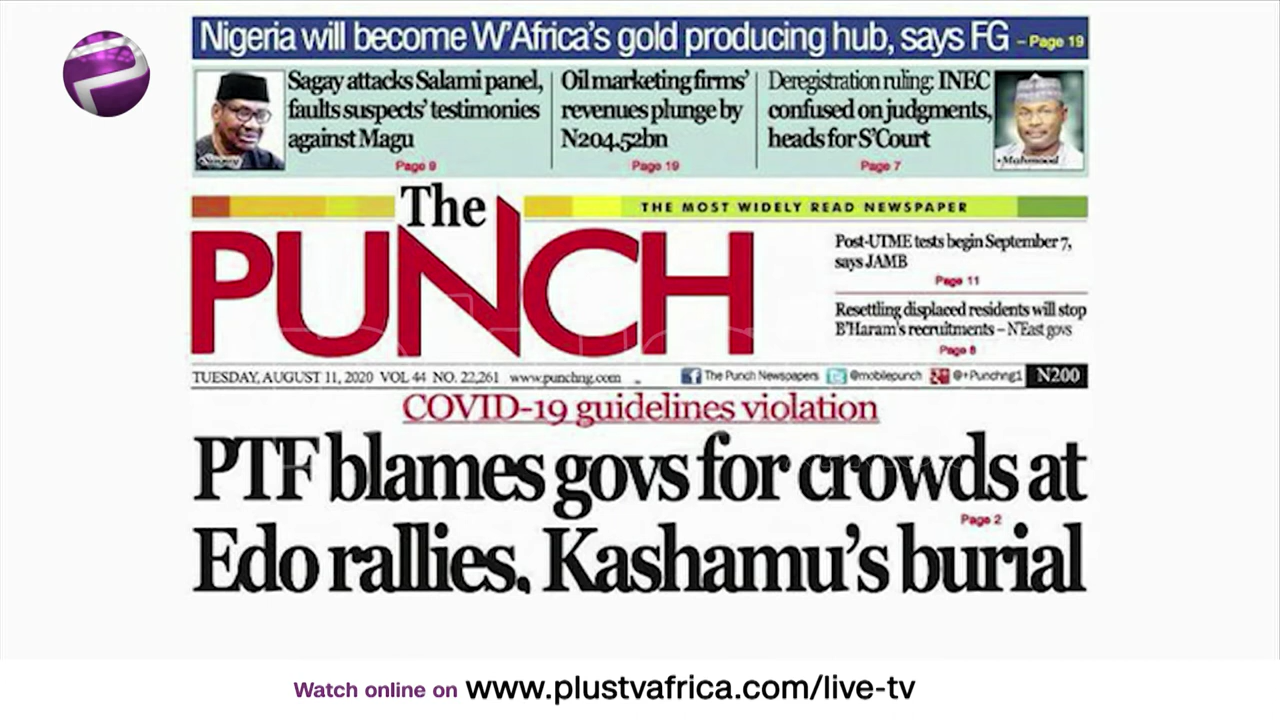 Nigeria will become W'Africa's gold producing hub, says FG – Page 19
Sagay attacks Salami panel,
faults suspects' testimonies
against Magu
Page 9
•Sagay
Oil marketing firms'
revenues plunge by
N204.52bn
Page 19
Deregistration ruling: INEC
confused on judgments,
heads for S'Court
Page 7
•Mahmood
The
PUNCH
THE MOST WIDELY READ NEWSPAPER
Post-UTME tests begin September 7,
says JAMB
Page 11
Resettling displaced residents will stop
B'Haram's recruitments – N'East govs
Page 8
TUESDAY, AUGUST 11, 2020 VOL 44 NO. 22,261 www.punchng.com
The Punch Newspapers @mobilepunch @+Punchng1 N200
COVID-19 guidelines violation
PTF blames govs for crowds at
Page 2
Edo rallies, Kashamu's burial
Watch online on www.plustvafrica.com/live-tv